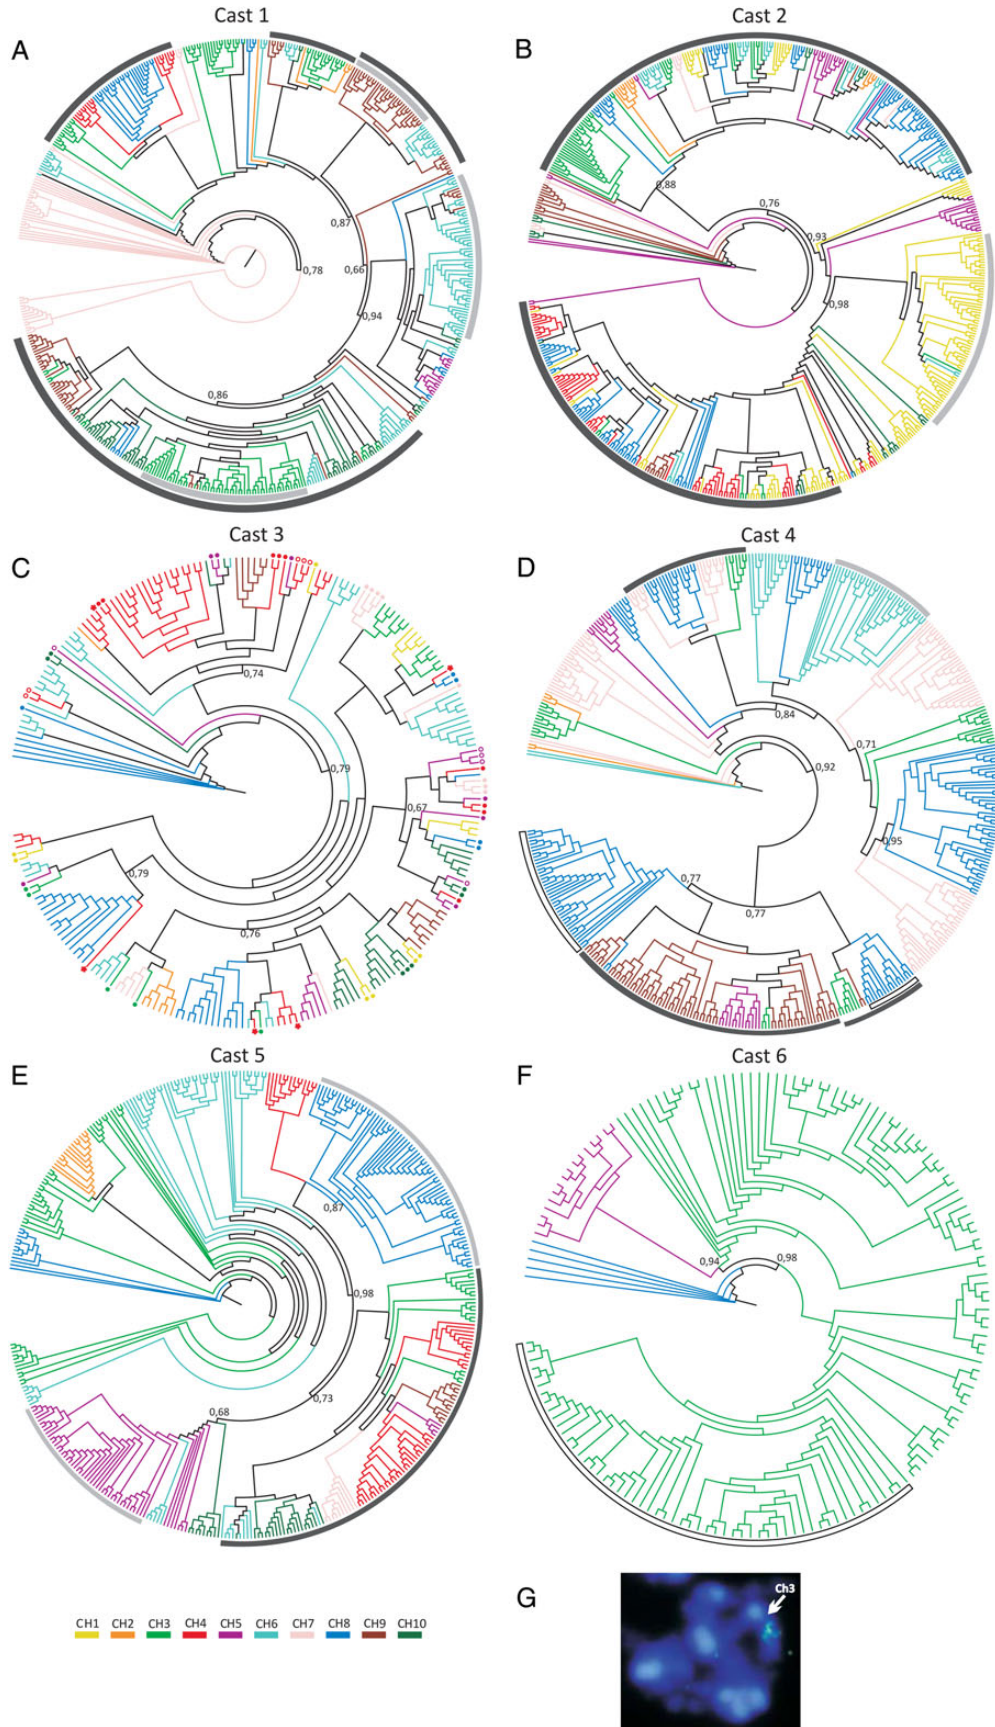 Cast 1
Cast 2
A
B
0,87
0,78
0,66
0,94
0,86
0,88
0,76
0,93
0,98
Cast 3
Cast 4
C
D
0,74
0,79
0,67
0,79
0,76
0,84
0,71
0,92
0,95
0,77
0,77
Cast 5
Cast 6
E
F
0,87
0,98
0,73
0,68
0,94
0,98
G
Ch3
CH1 CH2 CH3 CH4 CH5 CH6 CH7 CH8 CH9 CH10